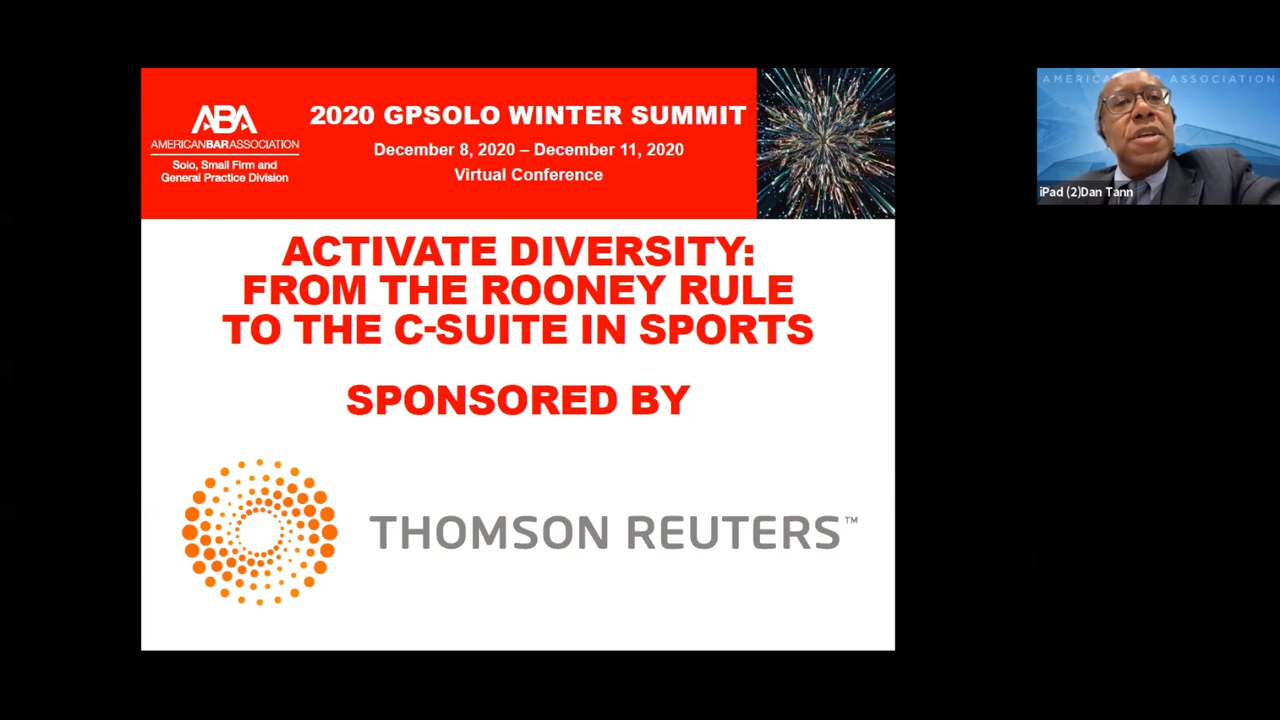 ABA
AMERICANBARASSOCIATION
Solo, Small Firm and
General Practice Division
2020 GPSOLO WINTER SUMMIT
December 8, 2020 – December 11, 2020
Virtual Conference
ACTIVATE DIVERSITY:
FROM THE ROONEY RULE
TO THE C-SUITE IN SPORTS
SPONSORED BY
THOMSON REUTERS™
ASSOCIATION
iPad (2)Dan Tann